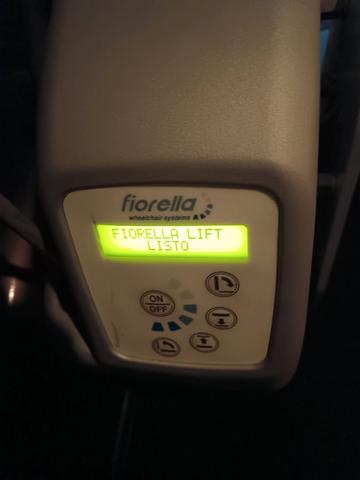 fiorella
wheelchair systems
FIORELLA LIFT
LISTO
ON
OFF